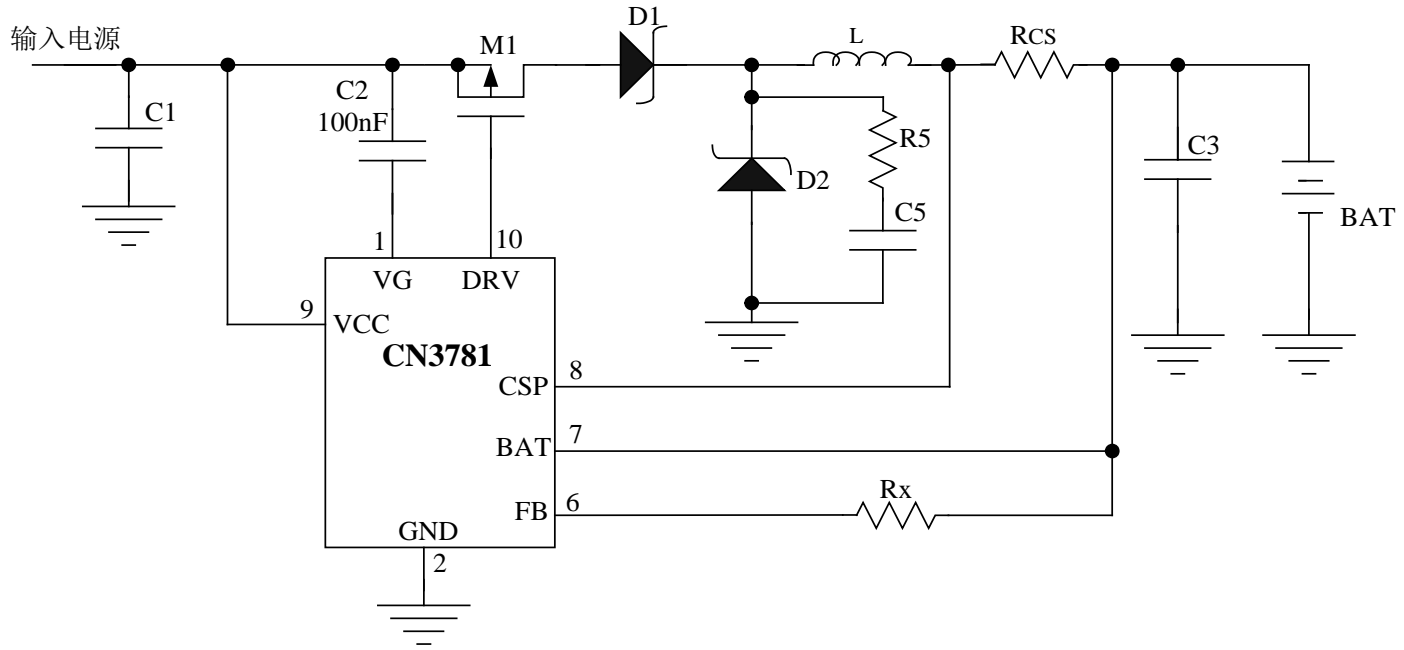 输入电源
D1
M1
L
RCS
C1
C2
100nF
R5
D2
C5
C3
BAT
1
10
VG
DRV
9
VCC
CN3781
CSP
8
BAT
7
Rx
FB
6
GND
2